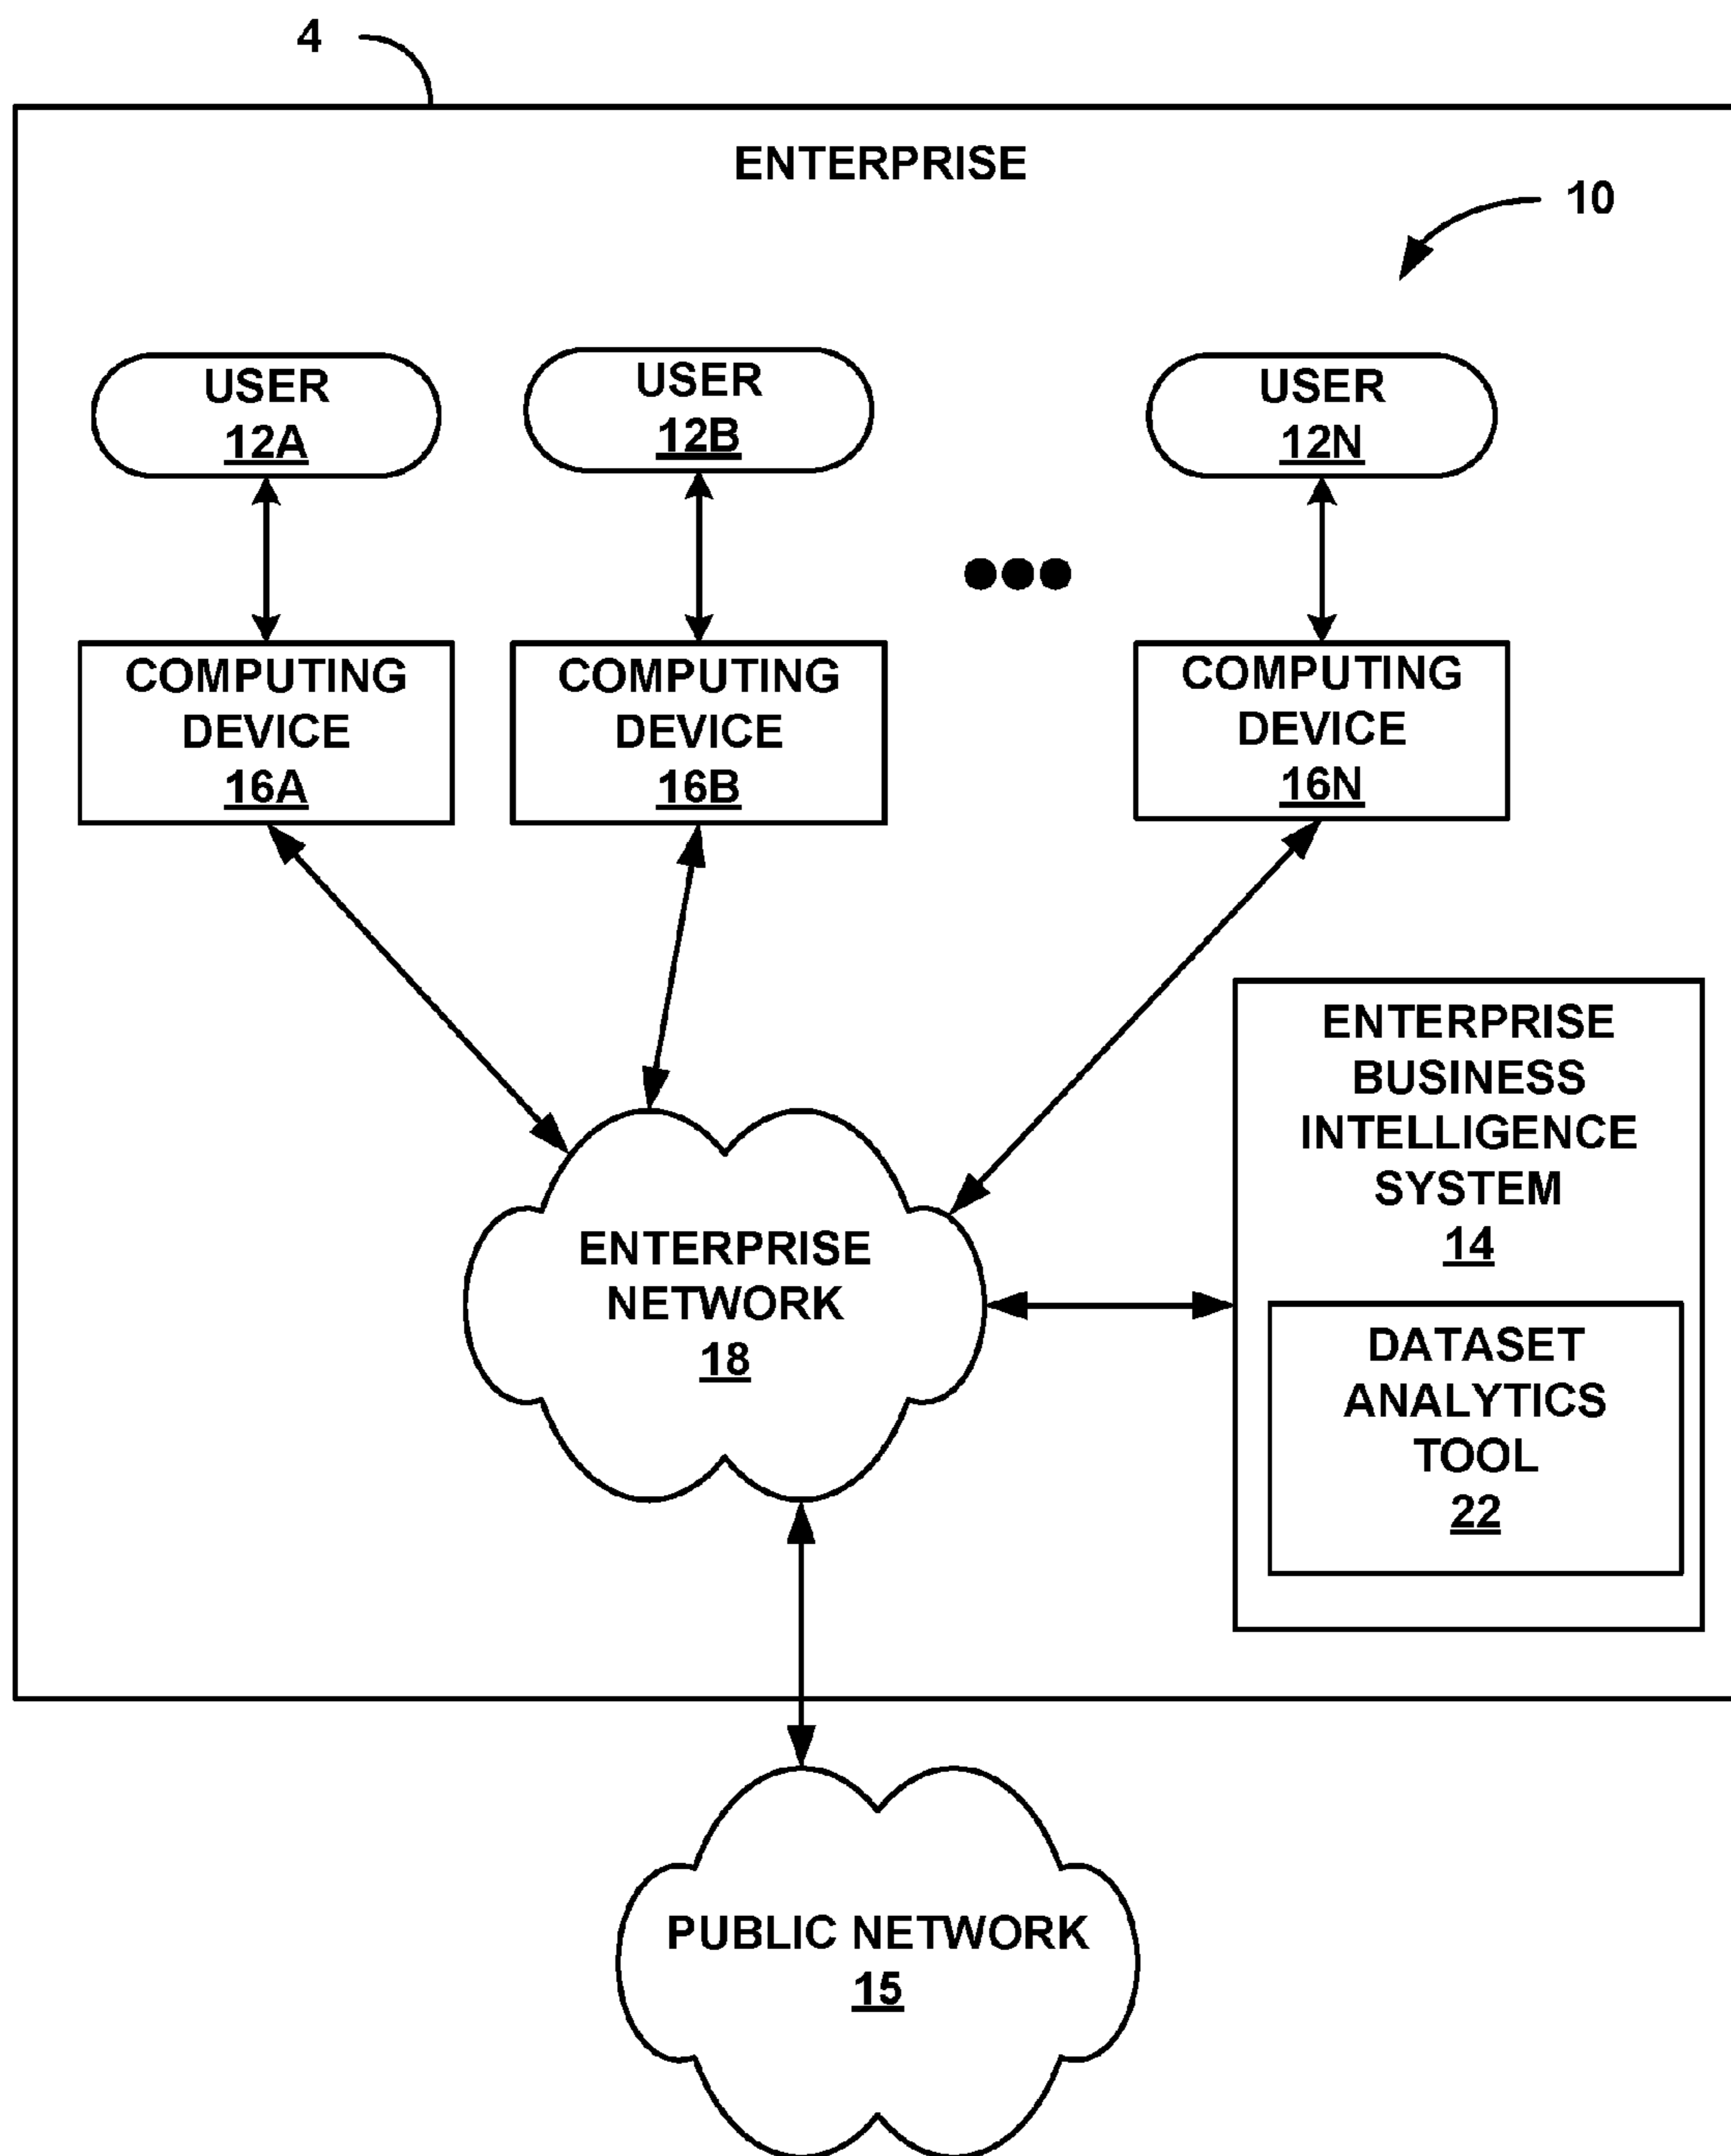 4
ENTERPRISE
10
USER
12A
USER
12B
USER
12N
COMPUTING
DEVICE
16A
COMPUTING
DEVICE
16B
COMPUTING
DEVICE
16N
ENTERPRISE
BUSINESS
INTELLIGENCE
SYSTEM
14
ENTERPRISE
NETWORK
18
DATASET
ANALYTICS
TOOL
22
PUBLIC NETWORK
15